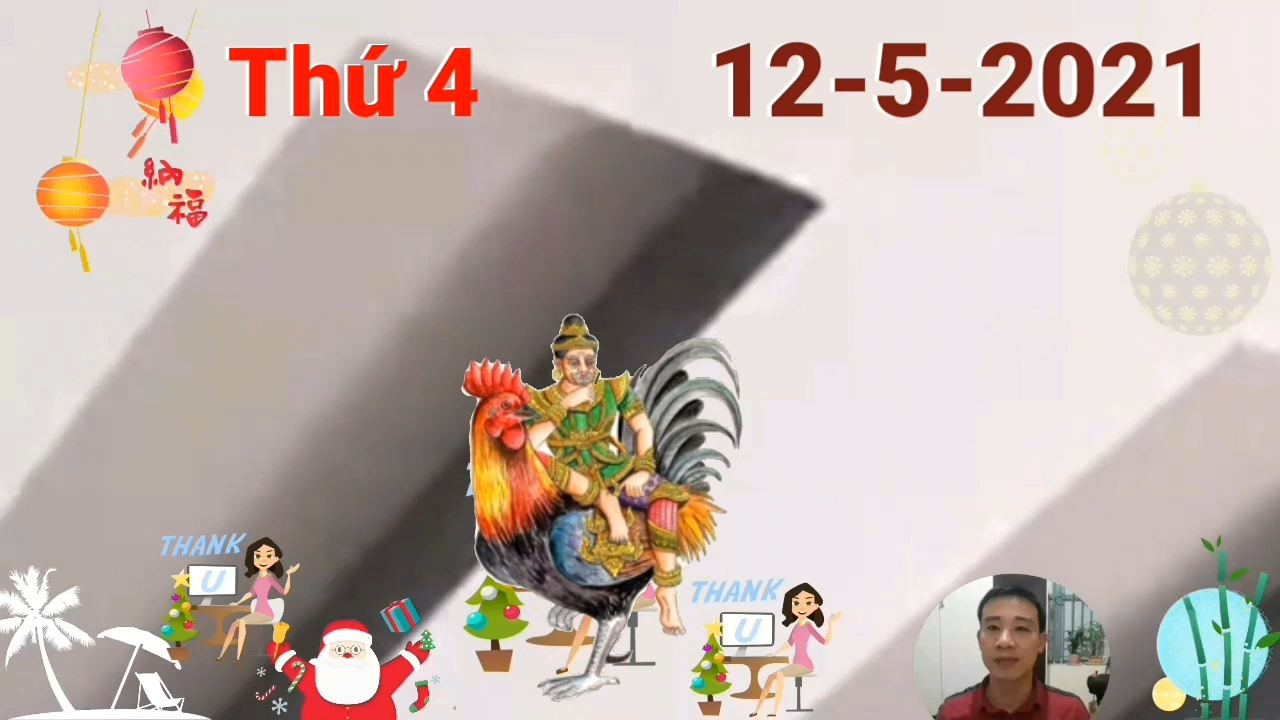 Thứ 4
12-5-2021
納
福
THANK
U
THANK
U